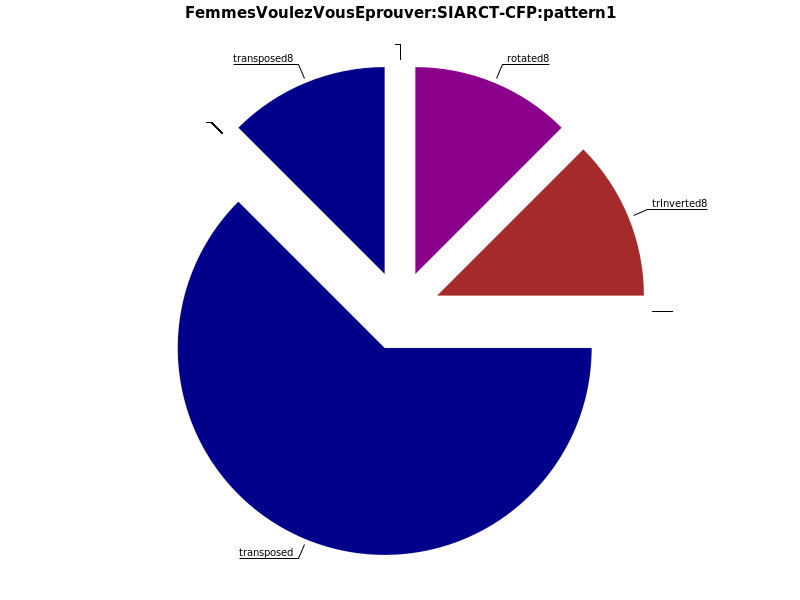 FemmesVoulezVousEprouver:SIARCT-CFP:pattern1
transposed8
rotated8
trInverted8
transposed